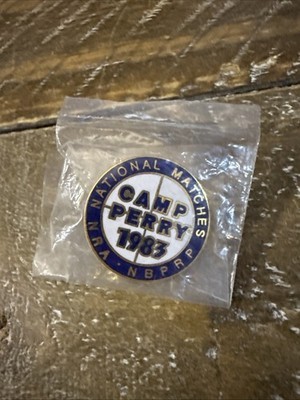 NATIONAL MATCHES
CAMP
PERRY
1983
NRA · NBPRP